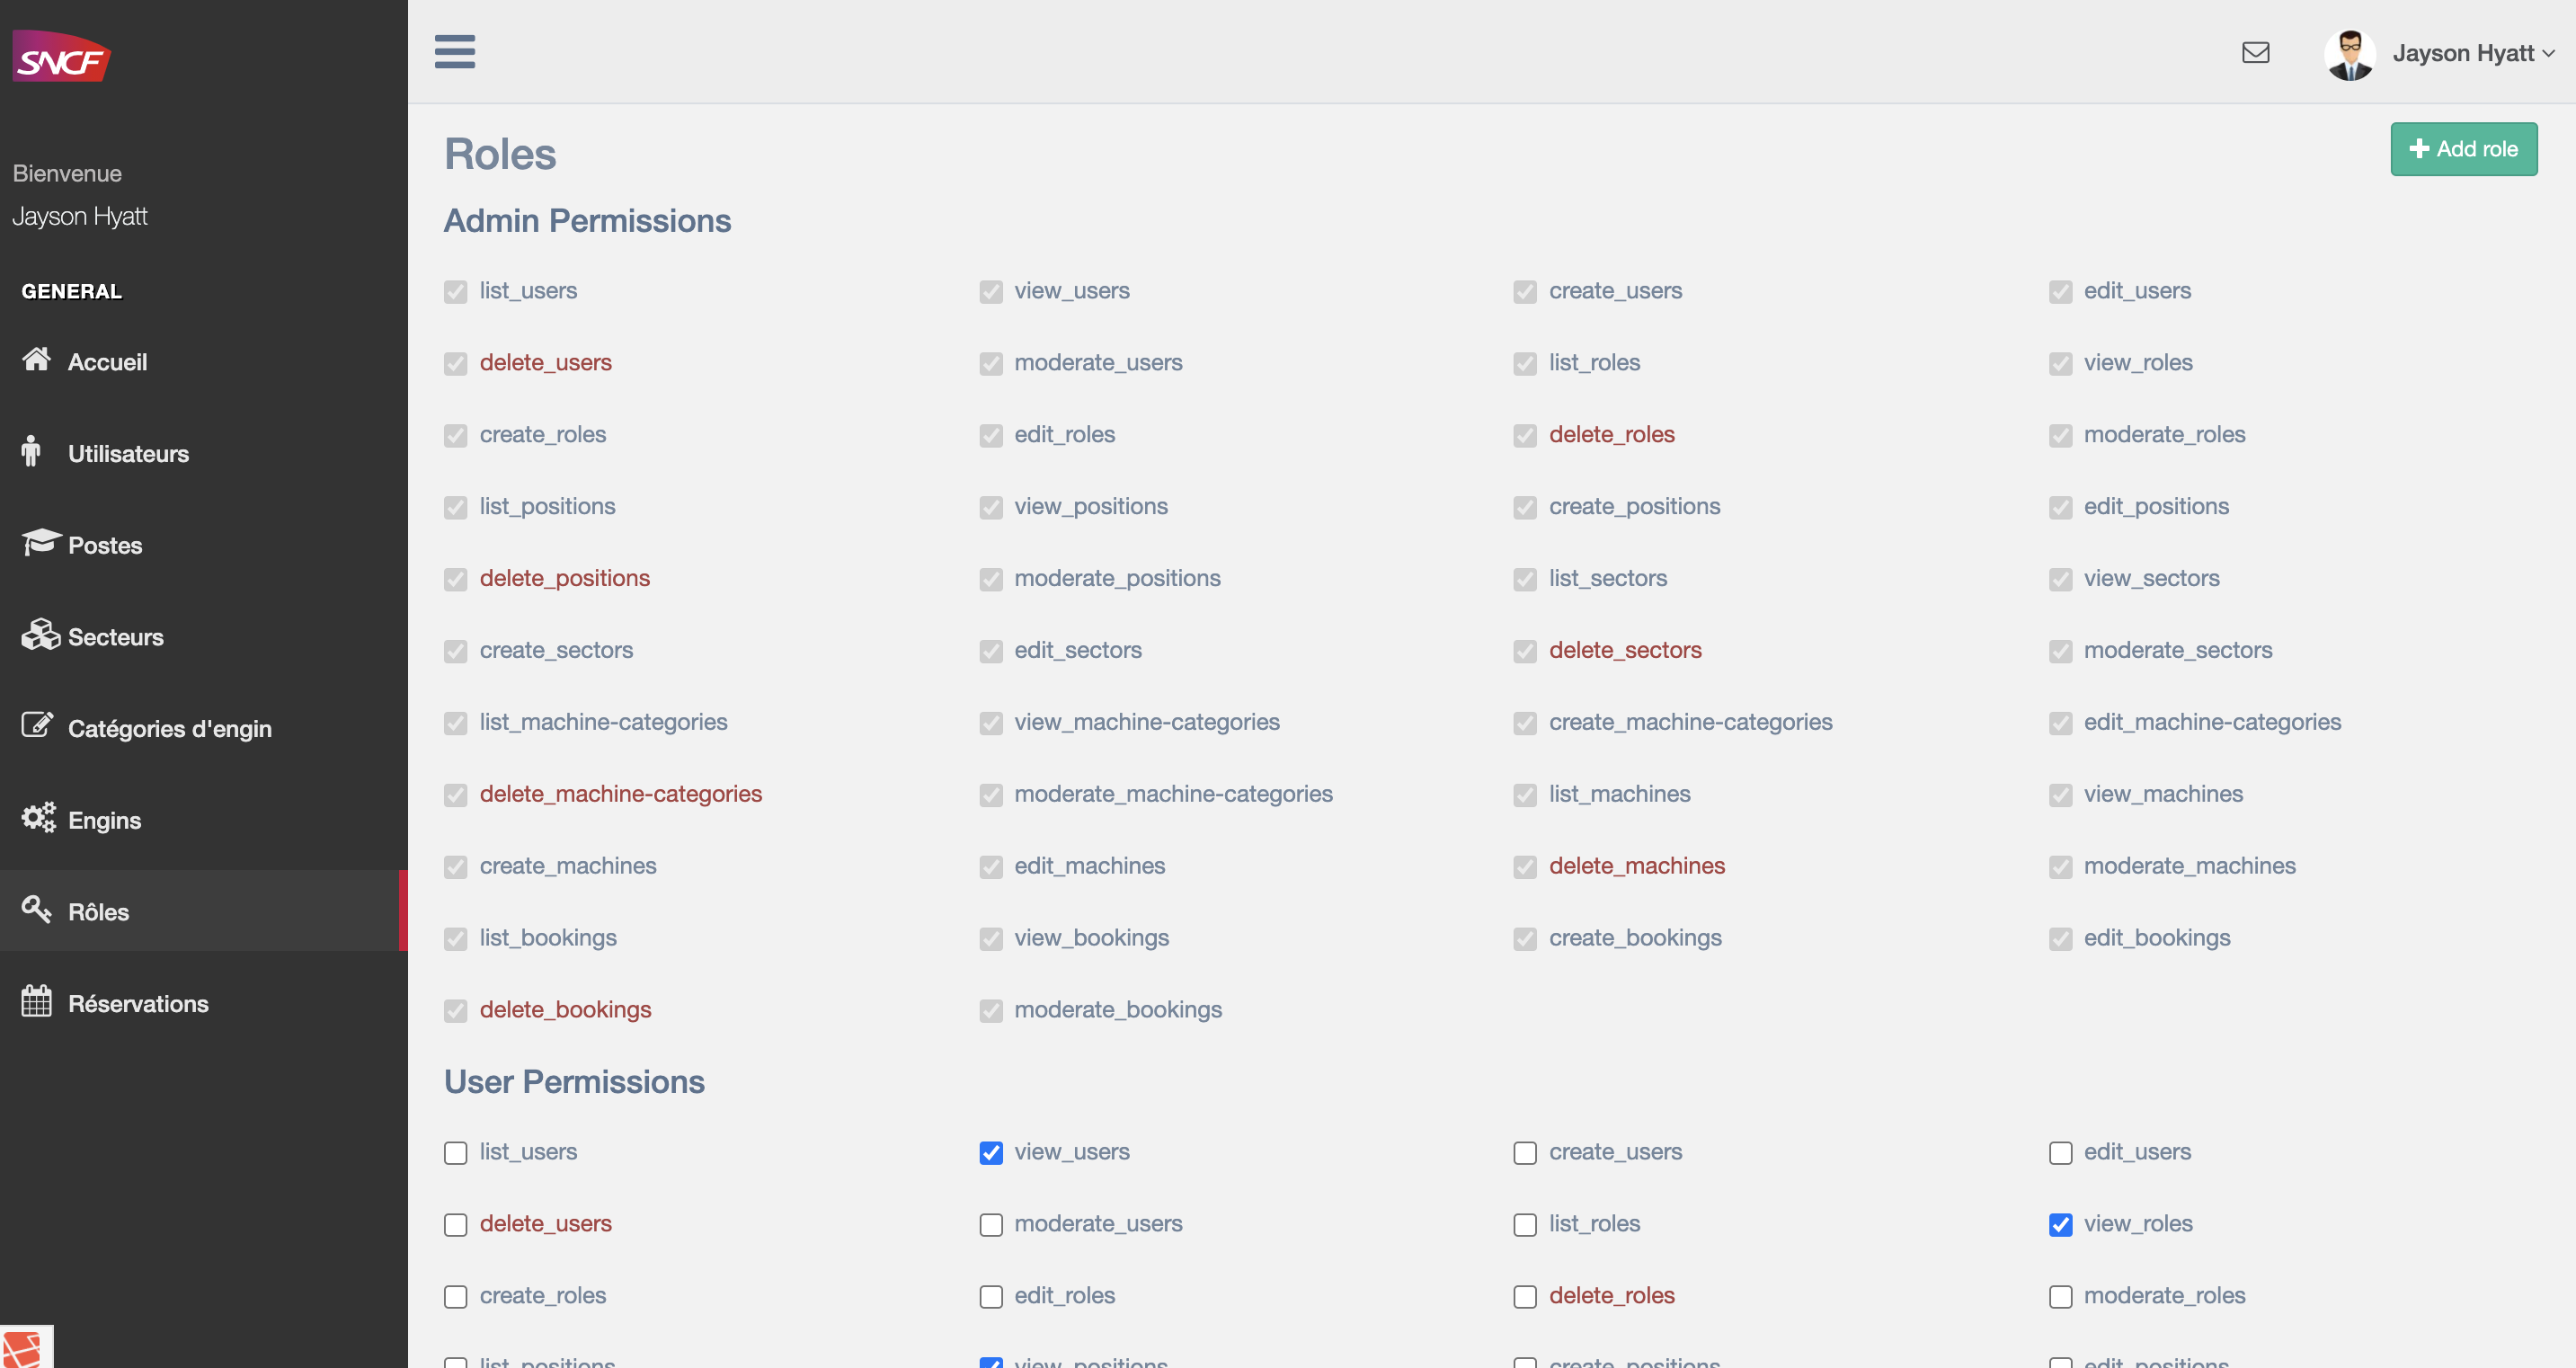 SNCF
Jayson Hyatt
Bienvenue
Jayson Hyatt
GENERAL
Accueil
Utilisateurs
Postes
Secteurs
Catégories d'engin
Engins
Rôles
Réservations
Roles
Add role
Admin Permissions
list_users view_users create_users edit_users
delete_users moderate_users list_roles view_roles
create_roles edit_roles delete_roles moderate_roles
list_positions view_positions create_positions edit_positions
delete_positions moderate_positions list_sectors view_sectors
create_sectors edit_sectors delete_sectors moderate_sectors
list_machine-categories view_machine-categories create_machine-categories edit_machine-categories
delete_machine-categories moderate_machine-categories list_machines view_machines
create_machines edit_machines delete_machines moderate_machines
list_bookings view_bookings create_bookings edit_bookings
delete_bookings moderate_bookings
User Permissions
list_users view_users create_users edit_users
delete_users moderate_users list_roles view_roles
create_roles edit_roles delete_roles moderate_roles
list_positions view_positions create_positions edit_positions